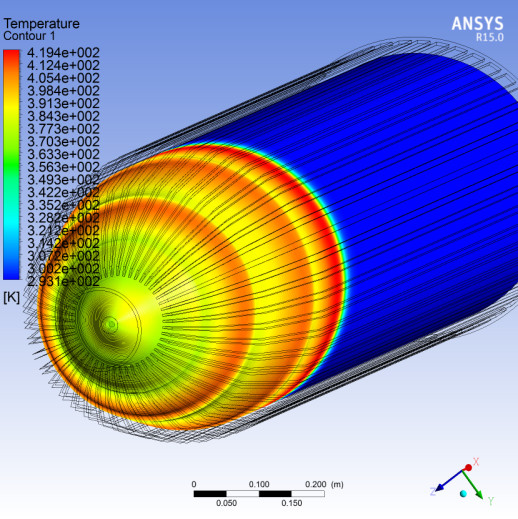 Temperature
Contour 1
ANSYS
R15.0
4.194e+002
4.124e+002
4.054e+002
3.984e+002
3.913e+002
3.843e+002
3.773e+002
3.703e+002
3.633e+002
3.563e+002
3.493e+002
3.422e+002
3.352e+002
3.282e+002
3.212e+002
3.142e+002
3.072e+002
3.002e+002
2.931e+002
[K]
X
Z
Y
0 0.100 0.200 (m)
0.050 0.150